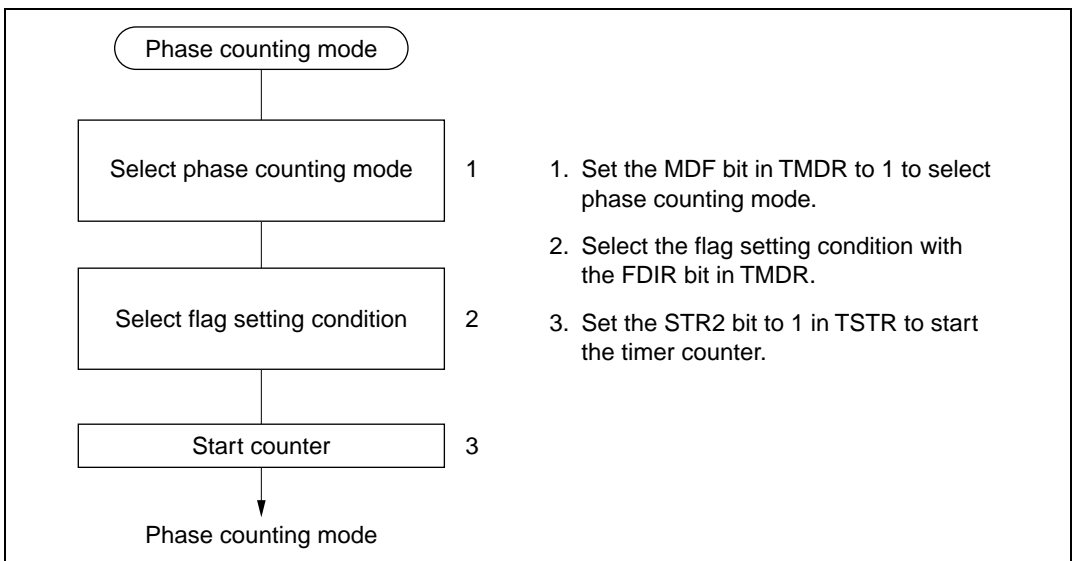 Phase counting mode
Select phase counting mode 1
Select flag setting condition 2
Start counter 3
Phase counting mode
1. Set the MDF bit in TMDR to 1 to select
phase counting mode.
2. Select the flag setting condition with
the FDIR bit in TMDR.
3. Set the STR2 bit to 1 in TSTR to start
the timer counter.